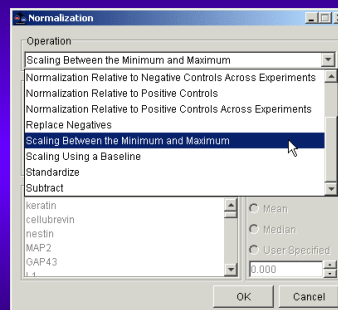 Normalization
Operation
Scaling Between the Minimum and Maximum
Normalization Relative to Negative Controls Across Experiments
Normalization Relative to Positive Controls
Normalization Relative to Positive Controls Across Experiments
Replace Negatives
Scaling Between the Minimum and Maximum
Scaling Using a Baseline
Standardize
Subtract
keratin
cellubrevin
nestin
MAP2
GAP43
L1
Mean
Median
User Specified
0.000
OK
Cancel